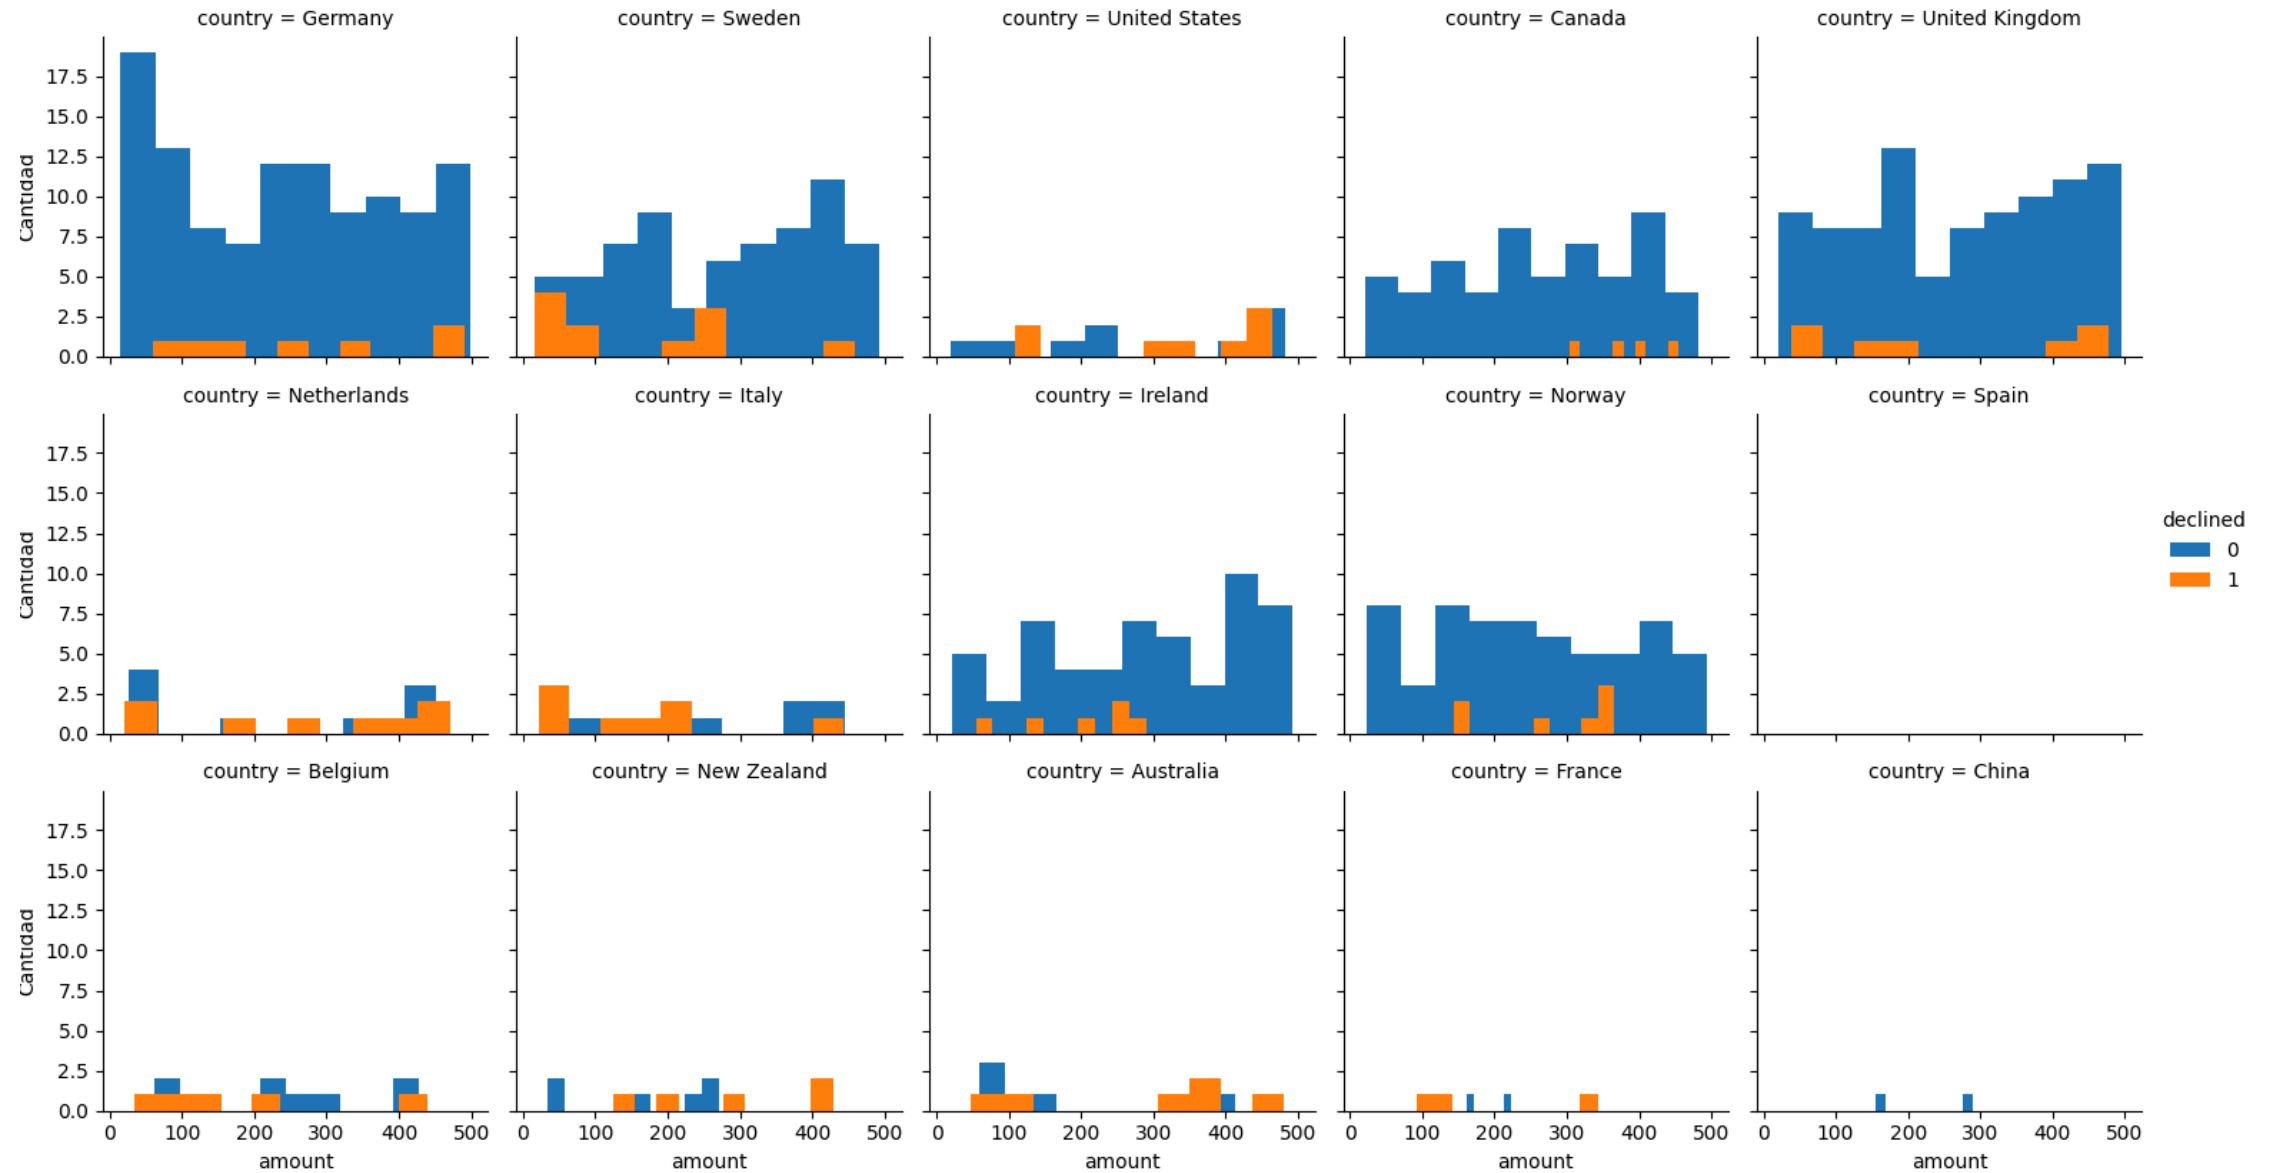 country = Germany
country = Sweden
country = United States
country = Canada
country = United Kingdom
17.5
15.0
12.5
10.0
7.5
5.0
2.5
0.0
Cantidad
country = Netherlands
country = Italy
country = Ireland
country = Norway
country = Spain
17.5
15.0
12.5
10.0
7.5
5.0
2.5
0.0
Cantidad
declined
0
1
country = Belgium
country = New Zealand
country = Australia
country = France
country = China
17.5
15.0
12.5
10.0
7.5
5.0
2.5
0.0
Cantidad
0 100 200 300 400 500
0 100 200 300 400 500
0 100 200 300 400 500
0 100 200 300 400 500
0 100 200 300 400 500
amount
amount
amount
amount
amount